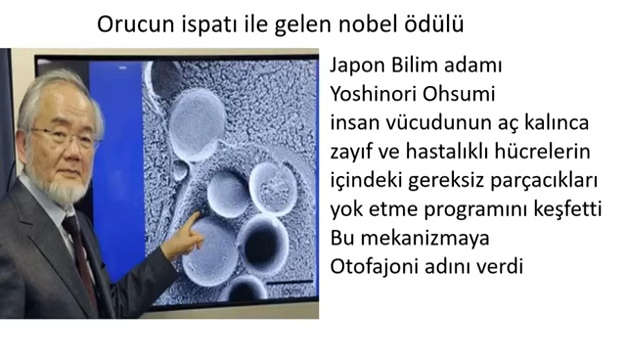 Orucun ispatı ile gelen nobel ödülü
Japon Bilim adamı
Yoshinori Ohsumi
insan vücudunun aç kalınca
zayıf ve hastalıklı hücrelerin
içindeki gereksiz parçacıkları
yok etme programını keşfetti
Bu mekanizmaya
Otofajoni adını verdi